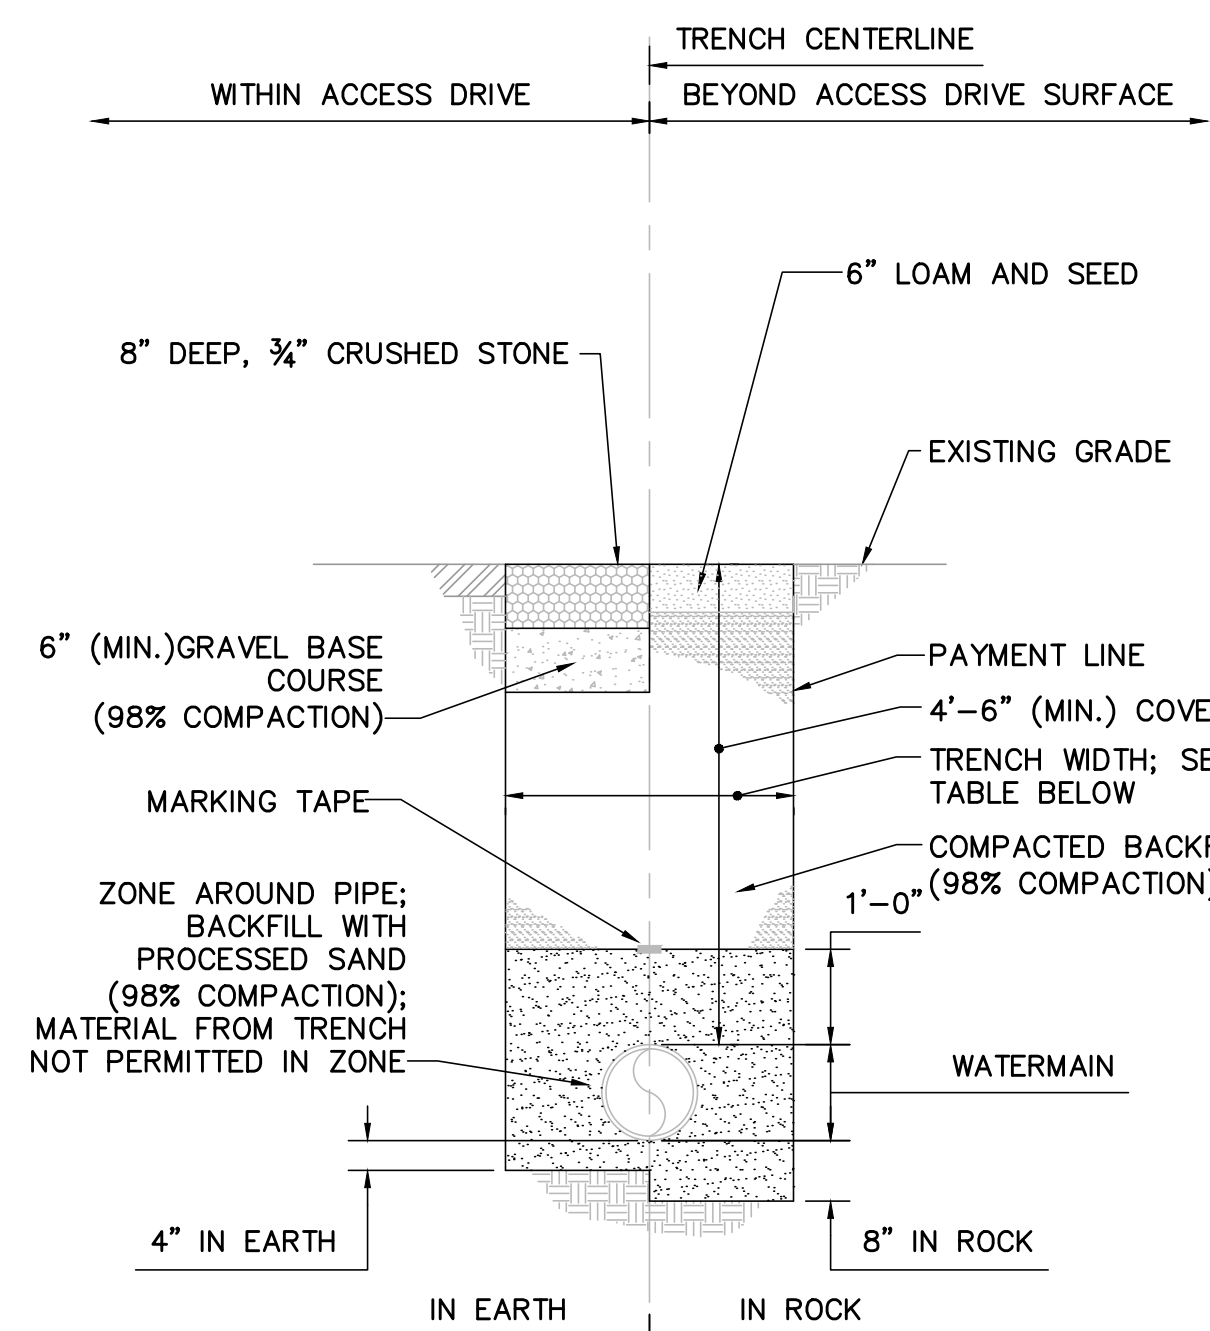 TRENCH CENTERLINE
WITHIN ACCESS DRIVE
BEYOND ACCESS DRIVE SURFACE
6" LOAM AND SEED
8" DEEP, ¾" CRUSHED STONE
EXISTING GRADE
6" (MIN.)GRAVEL BASE
COURSE
(98% COMPACTION)
PAYMENT LINE
4'-6" (MIN.)
TRENCH WIDTH;
TABLE BELOW
MARKING TAPE
COMPACTED
(98% COMPACTION)
1'-0"
ZONE AROUND PIPE;
BACKFILL WITH
PROCESSED SAND
(98% COMPACTION);
MATERIAL FROM TRENCH
NOT PERMITTED IN ZONE
WATERMAIN
4" IN EARTH
8" IN ROCK
IN EARTH
IN ROCK